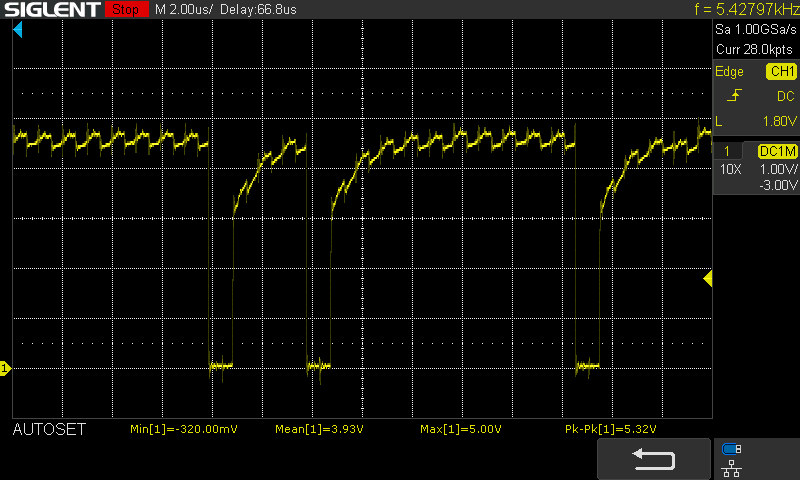 SIGLENT Stop M 2.00us/ Delay:66.8us f = 5.42797kHz
Sa 1.00GSa/s
Curr 28.0kpts
Edge CH1
DC
L 1.80V
1 DC1M
10X 1.00V/
-3.00V
1
AUTOSET Min[1]=-320.00mV Mean[1]=3.93V Max[1]=5.00V Pk-Pk[1]=5.32V